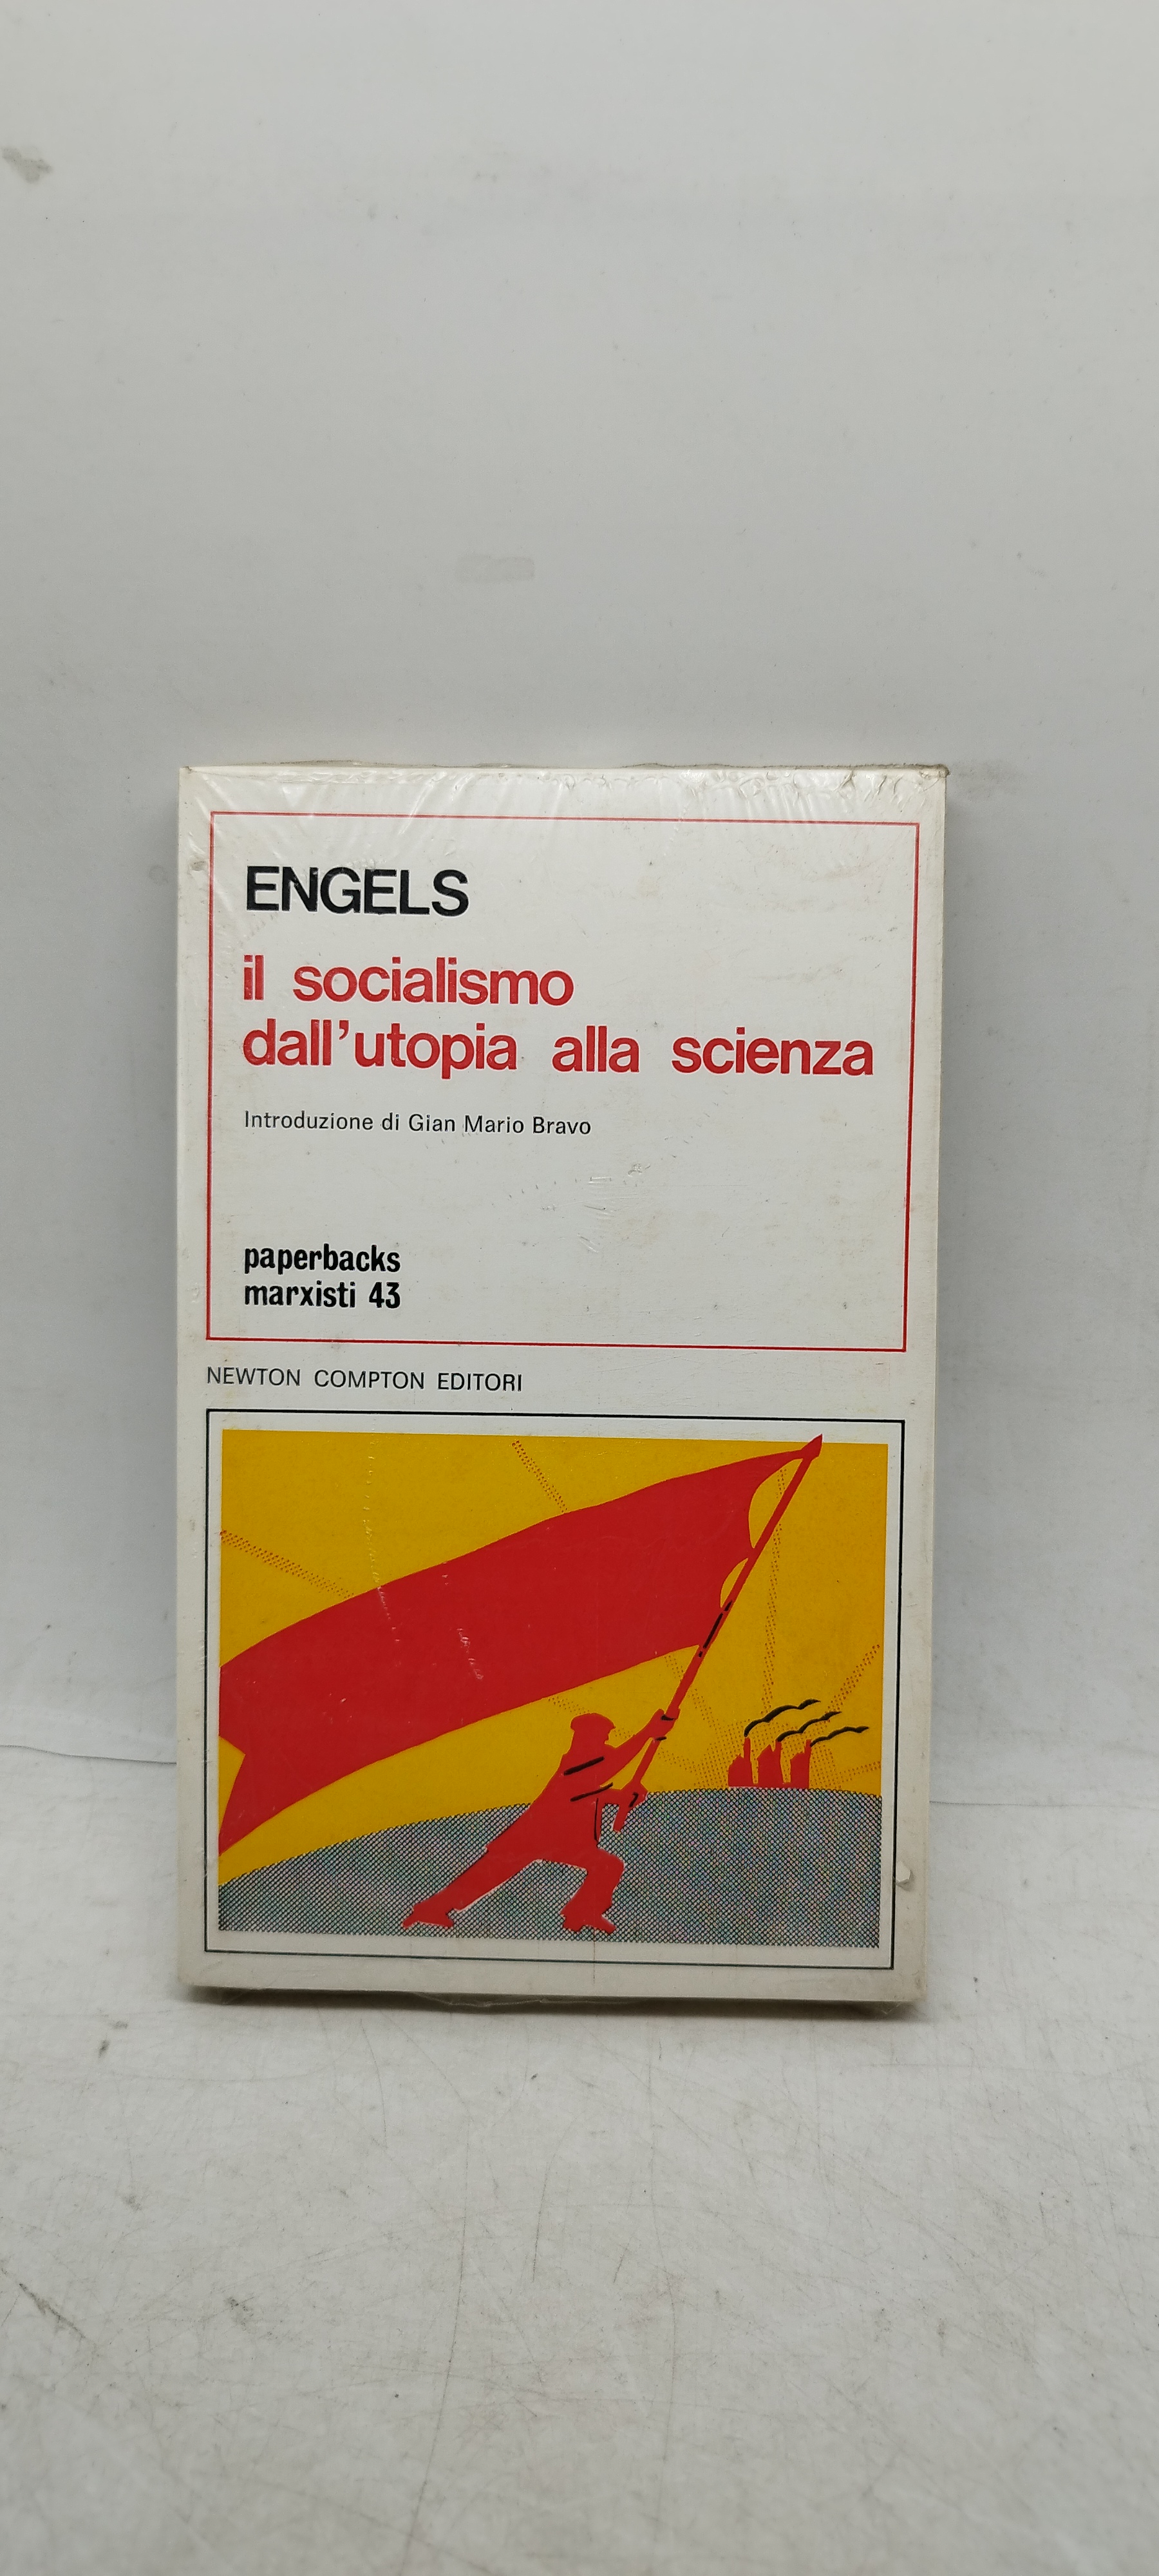 ENGELS
il socialismo
dall'utopia alla scienza
Introduzione di Gian Mario Bravo
paperbacks
marxisti 43
NEWTON COMPTON EDITORI